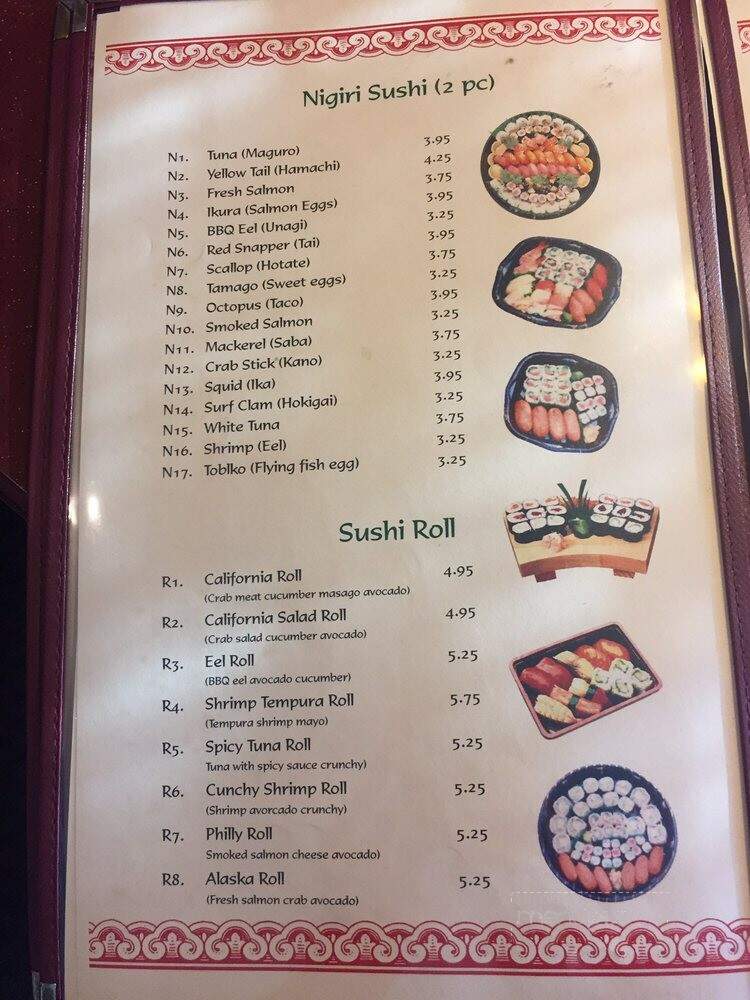 Nigiri Sushi (2 pc)
N1. Tuna (Maguro) 3.95
N2. Yellow Tail (Hamachi) 4.25
N3. Fresh Salmon 3.75
N4. Ikura (Salmon Eggs) 3.95
N5. BBQ Eel (Unagi) 3.25
N6. Red Snapper (Tai) 3.95
N7. Scallop (Hotate) 3.75
N8. Tamago (Sweet eggs) 3.25
N9. Octopus (Taco) 3.95
N10. Smoked Salmon 3.25
N11. Mackerel (Saba) 3.75
N12. Crab Stick (Kano) 3.25
N13. Squid (Ika) 3.95
N14. Surf Clam (Hokigai) 3.25
N15. White Tuna 3.75
N16. Shrimp (Eel) 3.25
N17. Toblko (Flying fish egg) 3.25
Sushi Roll
R1. California Roll 4.95
(Crab meat cucumber masago avocado)
R2. California Salad Roll 4.95
(Crab salad cucumber avocado)
R3. Eel Roll 5.25
(BBQ eel avocado cucumber)
R4. Shrimp Tempura Roll 5.75
(Tempura shrimp mayo)
R5. Spicy Tuna Roll 5.25
Tuna with spicy sauce crunchy)
R6. Cunchy Shrimp Roll 5.25
(Shrimp avorcado crunchy)
R7. Philly Roll 5.25
Smoked salmon cheese avocado)
R8. Alaska Roll 5.25
(Fresh salmon crab avocado)